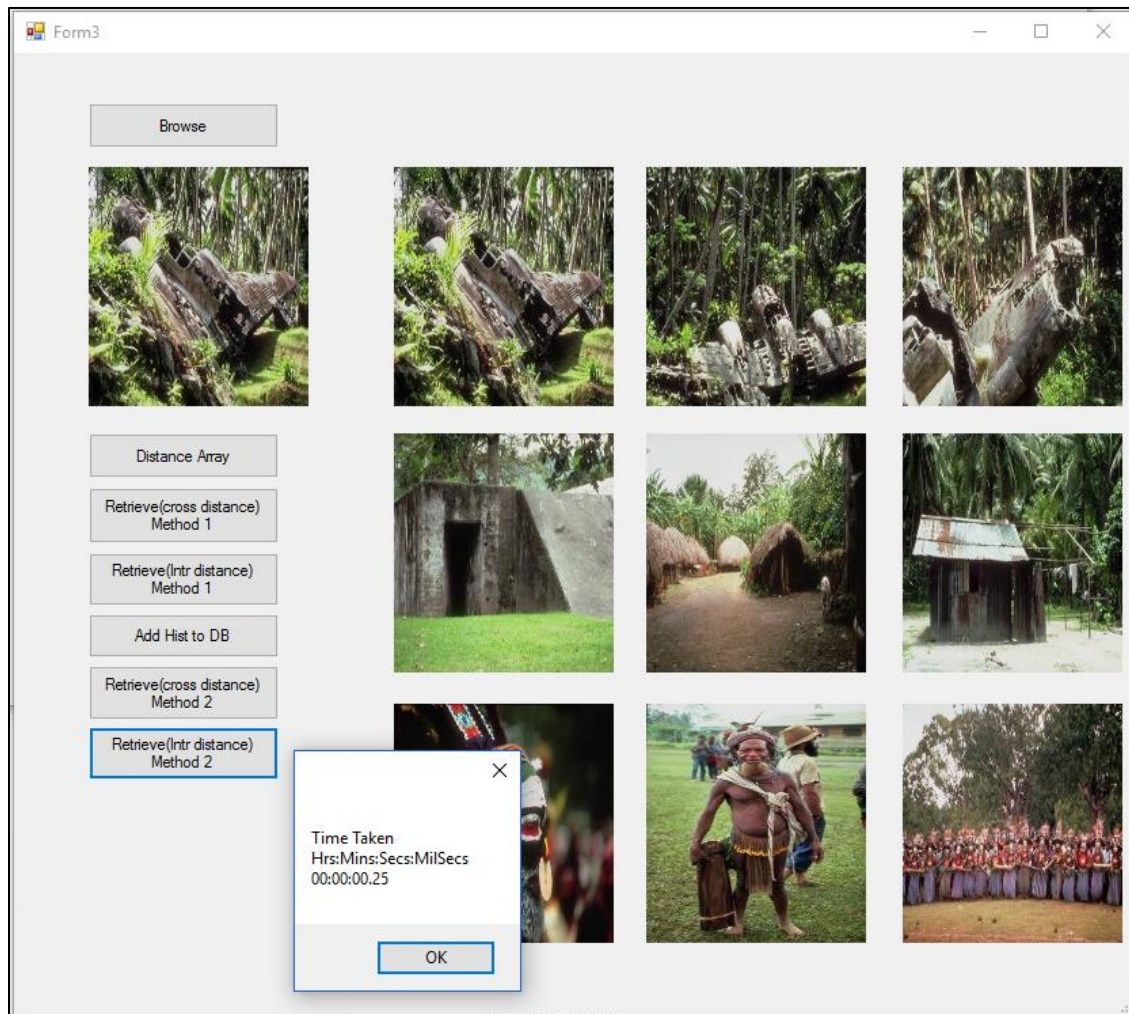 Form3
Browse
Distance Array
Retrieve(cross distance)
Method 1
Retrieve(Intr distance)
Method 1
Add Hist to DB
Retrieve(cross distance)
Method 2
Retrieve(Intr distance)
Method 2
Time Taken
Hrs:Mins:Secs:MilSecs
00:00:00.25
OK